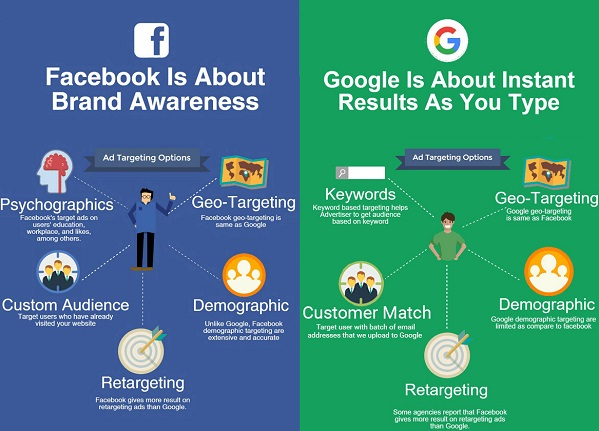 f
Facebook Is About
Brand Awareness
Ad Targeting Options
Psychographics
Facebook's target ads on
users' education,
workplace, and likes,
among others.
Geo-Targeting
Facebook geo-targeting is
same as Google
Custom Audience
Target users who have already
visited your website
Demographic
Unlike Google, Facebook
demographic targeting are
extensive and accurate
Retargeting
Facebook gives more result on
retargeting ads than Google.
G
Google Is About Instant
Results As You Type
Ad Targeting Options
Keywords
Keyword based targeting helps
Advertiser to get audience
based on keyword
Geo-Targeting
Google geo-targeting
is same as Facebook
Customer Match
Target user with batch of email
addresses that we upload to Google
Demographic
Google demographic targeting are
limited as compare to facebook
Retargeting
Some agencies report that Facebook
gives more result on retargeting ads
than Google.